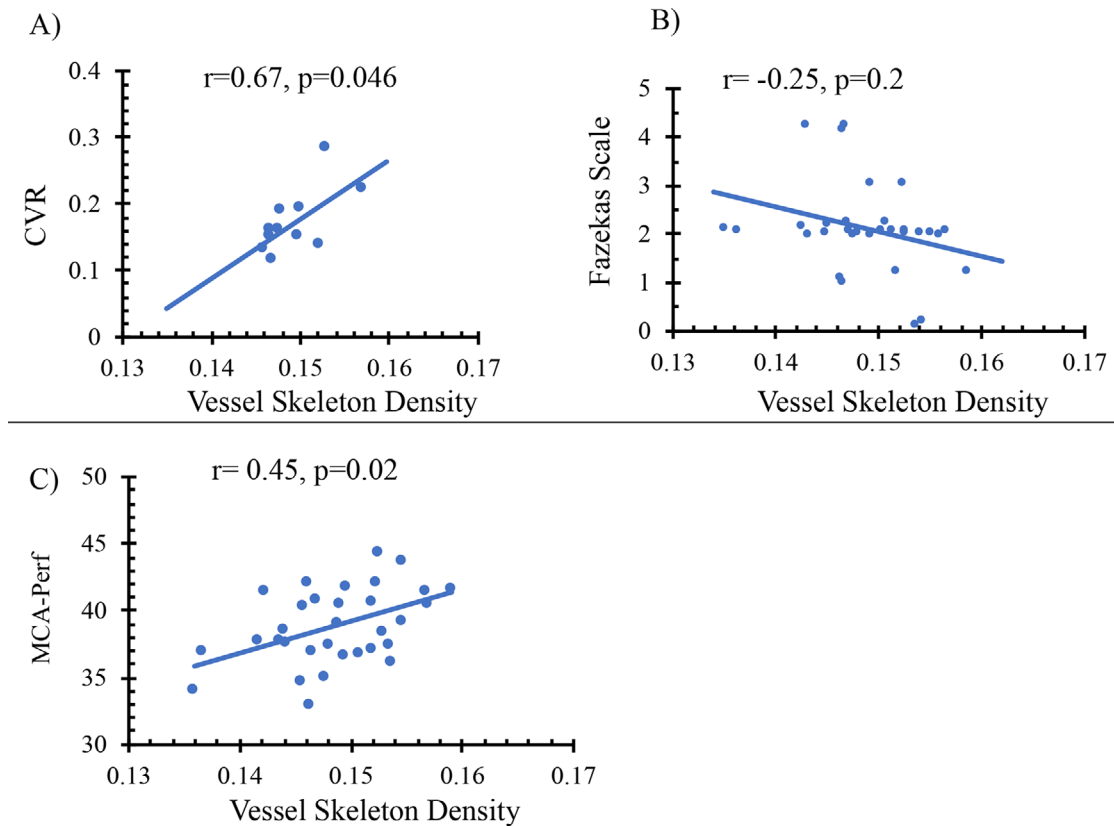 A)
r=0.67, p=0.046
CVR
0.4
0.3
0.2
0.1
0
0.13 0.14 0.15 0.16 0.17
Vessel Skeleton Density
B)
r= -0.25, p=0.2
Fazekas Scale
5
4
3
2
1
0
0.13 0.14 0.15 0.16 0.17
Vessel Skeleton Density
C)
r= 0.45, p=0.02
MCA-Perf
50
45
40
35
30
0.13 0.14 0.15 0.16 0.17
Vessel Skeleton Density